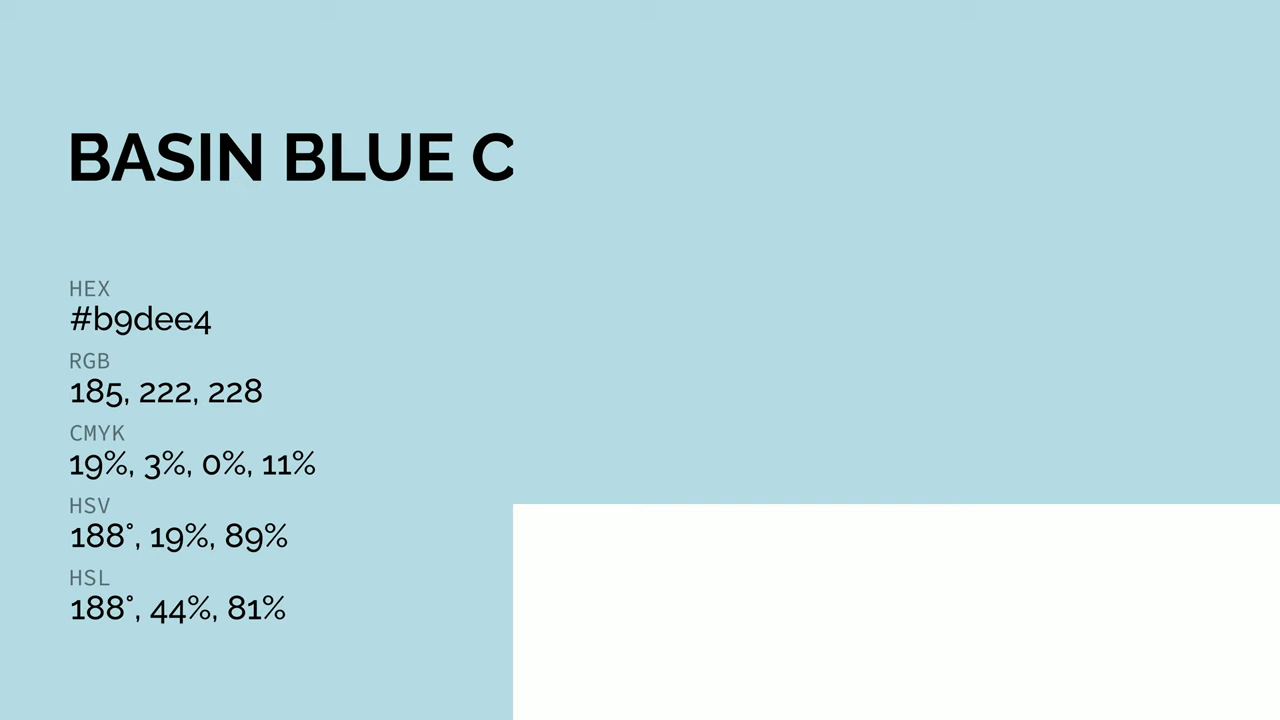 BASIN BLUE C
HEX
#b9dee4
RGB
185, 222, 228
CMYK
19%, 3%, 0%, 11%
HSV
188°, 19%, 89%
HSL
188°, 44%, 81%